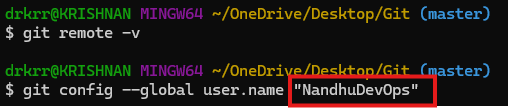 drkrr@KRISHNAN MINGW64 ~/OneDrive/Desktop/Git (master)
$ git remote -v
drkrr@KRISHNAN MINGW64 ~/OneDrive/Desktop/Git (master)
$ git config --global user.name "NandhuDevOps"